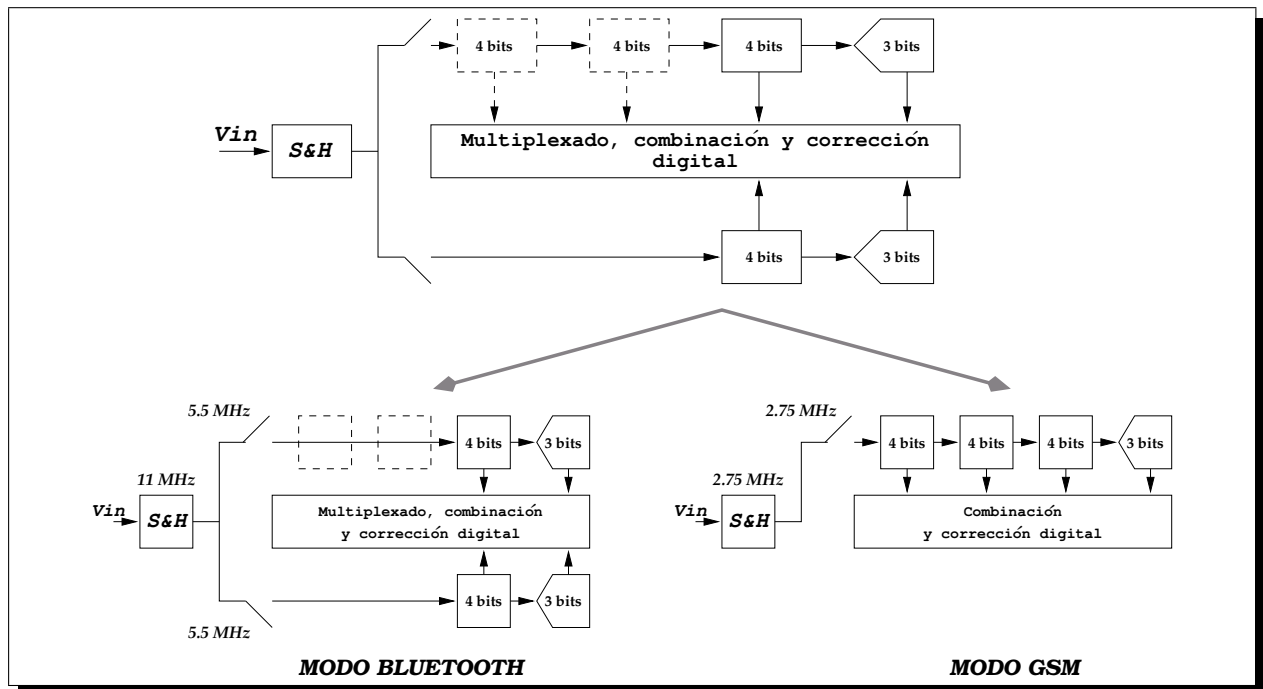 4 bits
4 bits
4 bits
3 bits
Vin
S&H
Multiplexado, combinación y corrección
digital
4 bits
3 bits
5.5 MHz
11 MHz
Vin
S&H
4 bits
3 bits
Multiplexado, combinación
y corrección digital
4 bits
3 bits
5.5 MHz
MODO BLUETOOTH
2.75 MHz
2.75 MHz
Vin
S&H
4 bits
4 bits
4 bits
3 bits
Combinación
y corrección digital
MODO GSM